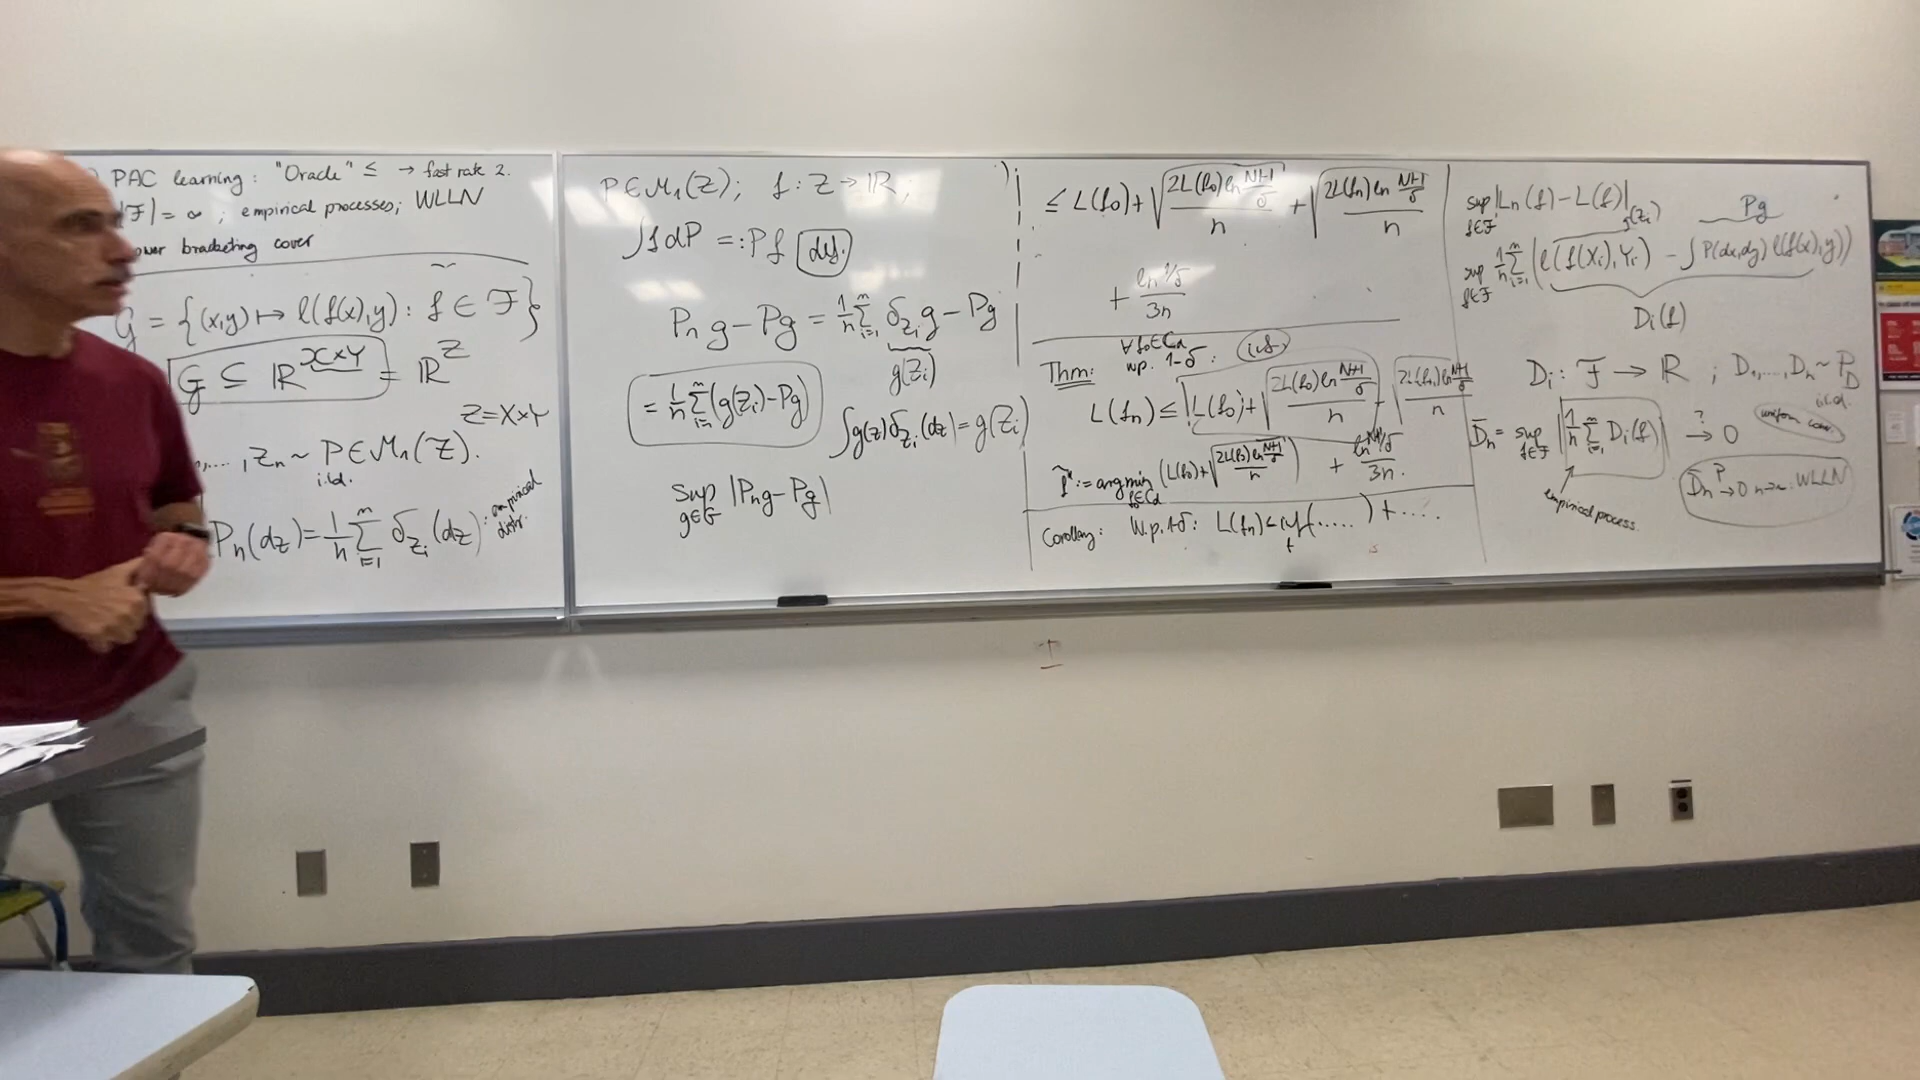 PAC learning: "Oracle" ≤ → fast rate 2.
|F| = ∞ ; empirical processes; WLLN
bracketing cover
G = {(x,y) ↦ l(f(x),y) : f ∈ F}
G ⊆ ℝ^{X×Y} = ℝ^Z
Z = X×Y
, ..., Z_n ~ P ∈ M_1(Z).
i.i.d.
P_n(dz) = 1/n Σ_{i=1}^n δ_{Z_i}(dz) : empirical distr.
P ∈ M_1(Z); f : Z → ℝ;
∫f dP =: Pf def.
P_n g − Pg = 1/n Σ_{i=1}^n δ_{Z_i} g − Pg
g(Z_i)
= 1/n Σ_{i=1}^n (g(Z_i) − Pg)
∫g(z) δ_{Z_i}(dz) = g(Z_i)
sup_{g∈G} |P_n g − Pg|
≤ L(f_0) + √(2L(f_0) ln (N+1)/δ / n) + √(2L(f_n) ln (N+1)/δ / n)
+ ln 1/δ / 3n
Thm: ∀f_0∈C_d w.p. 1−δ:
L(f_n) ≤ L(f_0) + √(2L(f_0) ln (N+1)/δ / n) + √(2L(f_n) ln (N+1)/δ / n)
:= argmin (L(f_0) + √(2L(f_0) ln (N+1)/δ / n)) + ln (N+1)/δ / 3n.
Corollary: W.p. 1−δ: L(f_n) ≤ inf_f (.....) + ....
sup_{f∈F} |L_n(f) − L(f)|
g(Z_i) Pg
sup_{f∈F} 1/n Σ_{i=1}^n (l(f(X_i),Y_i) − ∫P(dx,dy) l(f(x),y))
D_i(f)
D_i : F → ℝ ; D_1, ..., D_n ~ P_D
i.i.d.
D̄_n = sup_{f∈F} |1/n Σ_{i=1}^n D_i(f)| →? 0 uniform conv.
empirical process.
D̄_n →^P 0 n→∞ : WLLN